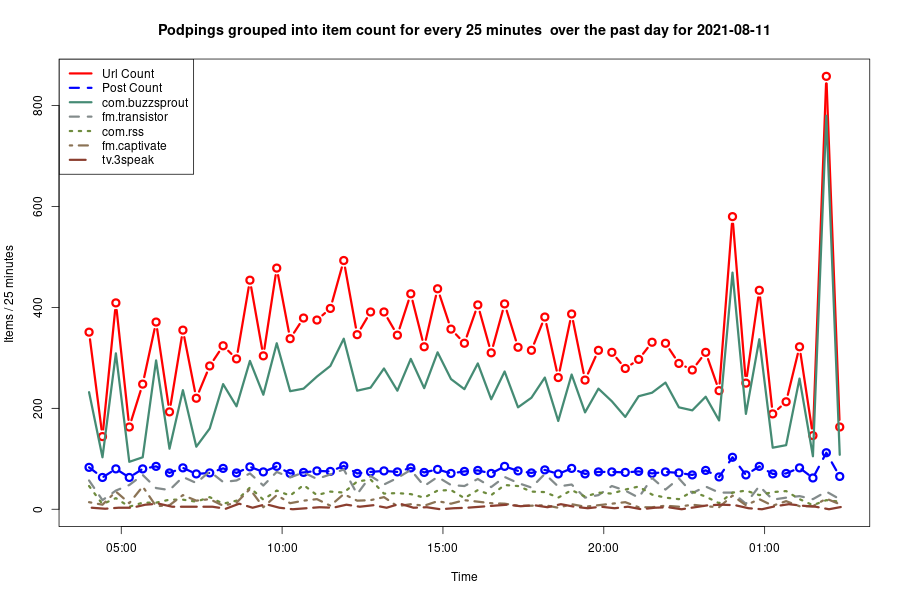 Podpings grouped into item count for every 25 minutes  over the past day for 2021-08-11
Url Count
Post Count
com.buzzsprout
fm.transistor
com.rss
fm.captivate
tv.3speak
Items / 25 minutes
800
600
400
200
0
05:00 10:00 15:00 20:00 01:00
Time